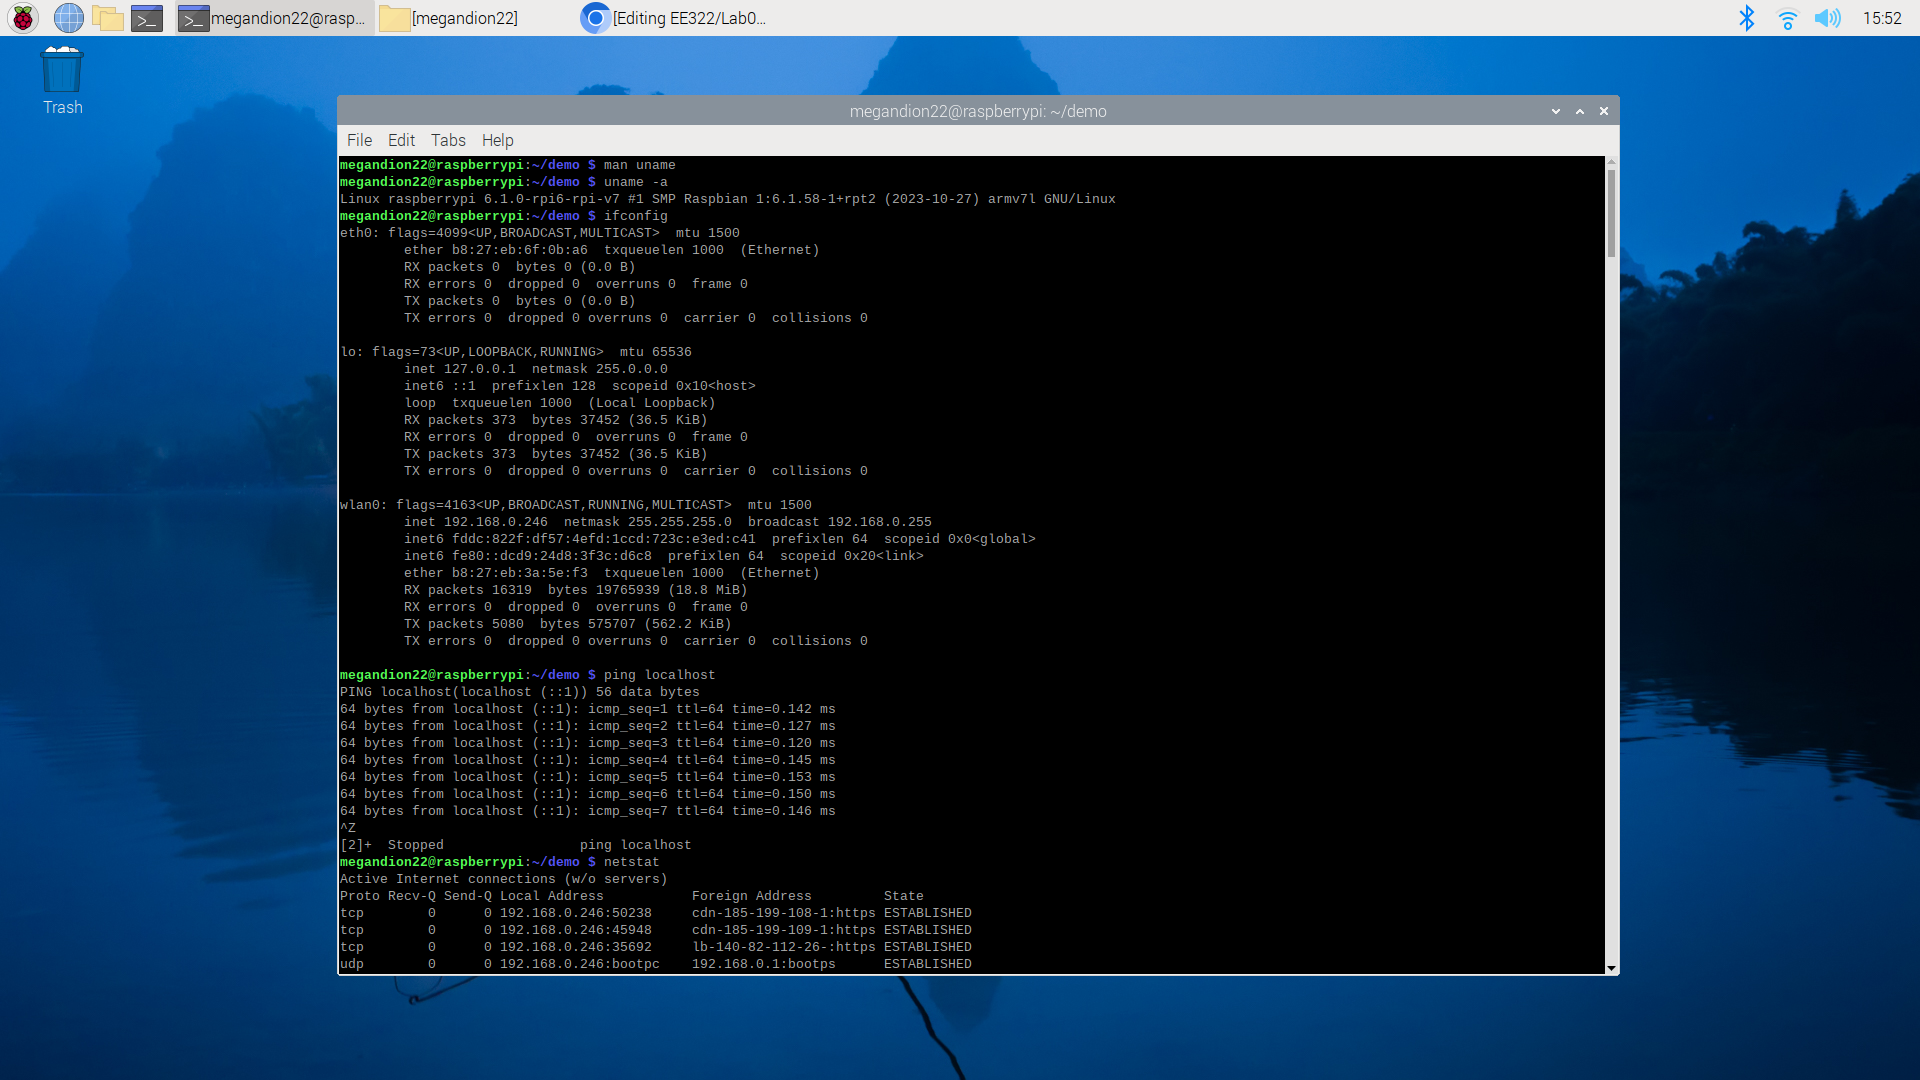 megandion22@rasp... [megandion22] [Editing EE322/Lab0... 15:52
Trash
megandion22@raspberrypi: ~/demo
File Edit Tabs Help
megandion22@raspberrypi:~/demo $ man uname
megandion22@raspberrypi:~/demo $ uname -a
Linux raspberrypi 6.1.0-rpi6-rpi-v7 #1 SMP Raspbian 1:6.1.58-1+rpt2 (2023-10-27) armv7l GNU/Linux
megandion22@raspberrypi:~/demo $ ifconfig
eth0: flags=4099<UP,BROADCAST,MULTICAST>  mtu 1500
        ether b8:27:eb:6f:0b:a6  txqueuelen 1000  (Ethernet)
        RX packets 0  bytes 0 (0.0 B)
        RX errors 0  dropped 0  overruns 0  frame 0
        TX packets 0  bytes 0 (0.0 B)
        TX errors 0  dropped 0 overruns 0  carrier 0  collisions 0

lo: flags=73<UP,LOOPBACK,RUNNING>  mtu 65536
        inet 127.0.0.1  netmask 255.0.0.0
        inet6 ::1  prefixlen 128  scopeid 0x10<host>
        loop  txqueuelen 1000  (Local Loopback)
        RX packets 373  bytes 37452 (36.5 KiB)
        RX errors 0  dropped 0  overruns 0  frame 0
        TX packets 373  bytes 37452 (36.5 KiB)
        TX errors 0  dropped 0 overruns 0  carrier 0  collisions 0

wlan0: flags=4163<UP,BROADCAST,RUNNING,MULTICAST>  mtu 1500
        inet 192.168.0.246  netmask 255.255.255.0  broadcast 192.168.0.255
        inet6 fddc:822f:df57:4efd:1ccd:723c:e3ed:c41  prefixlen 64  scopeid 0x0<global>
        inet6 fe80::dcd9:24d8:3f3c:d6c8  prefixlen 64  scopeid 0x20<link>
        ether b8:27:eb:3a:5e:f3  txqueuelen 1000  (Ethernet)
        RX packets 16319  bytes 19765939 (18.8 MiB)
        RX errors 0  dropped 0  overruns 0  frame 0
        TX packets 5080  bytes 575707 (562.2 KiB)
        TX errors 0  dropped 0 overruns 0  carrier 0  collisions 0

megandion22@raspberrypi:~/demo $ ping localhost
PING localhost(localhost (::1)) 56 data bytes
64 bytes from localhost (::1): icmp_seq=1 ttl=64 time=0.142 ms
64 bytes from localhost (::1): icmp_seq=2 ttl=64 time=0.127 ms
64 bytes from localhost (::1): icmp_seq=3 ttl=64 time=0.120 ms
64 bytes from localhost (::1): icmp_seq=4 ttl=64 time=0.145 ms
64 bytes from localhost (::1): icmp_seq=5 ttl=64 time=0.153 ms
64 bytes from localhost (::1): icmp_seq=6 ttl=64 time=0.150 ms
64 bytes from localhost (::1): icmp_seq=7 ttl=64 time=0.146 ms
^Z
[2]+  Stopped                 ping localhost
megandion22@raspberrypi:~/demo $ netstat
Active Internet connections (w/o servers)
Proto Recv-Q Send-Q Local Address           Foreign Address         State
tcp        0      0 192.168.0.246:50238     cdn-185-199-108-1:https ESTABLISHED
tcp        0      0 192.168.0.246:45948     cdn-185-199-109-1:https ESTABLISHED
tcp        0      0 192.168.0.246:35692     lb-140-82-112-26-:https ESTABLISHED
udp        0      0 192.168.0.246:bootpc    192.168.0.1:bootps      ESTABLISHED